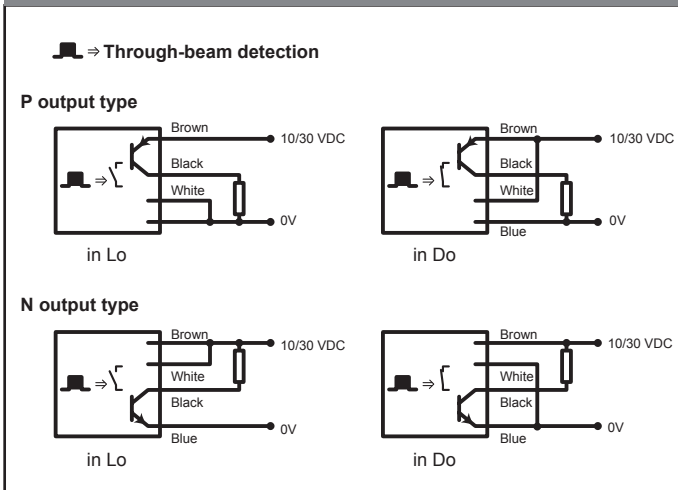 ⇒ Through-beam detection
P output type
Brown
10/30 VDC
Black
White
0V
in Lo
Brown
10/30 VDC
Black
White
0V
Blue
in Do
N output type
Brown
10/30 VDC
White
Black
0V
Blue
in Lo
Brown
10/30 VDC
White
Black
0V
Blue
in Do